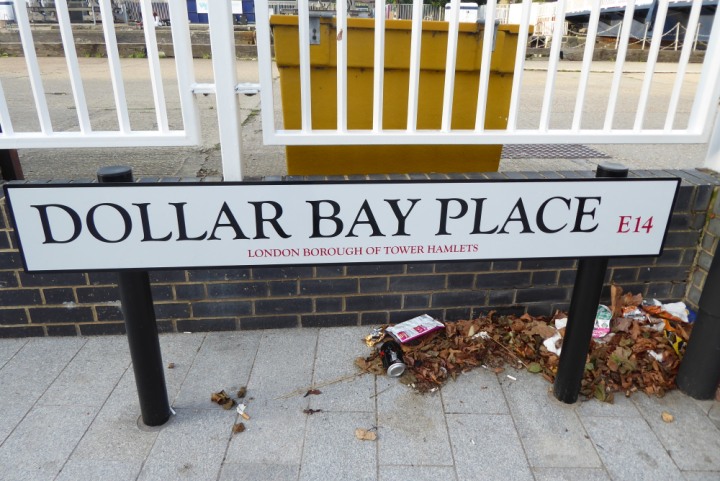 DOLLAR BAY PLACE E14
LONDON BOROUGH OF TOWER HAMLETS